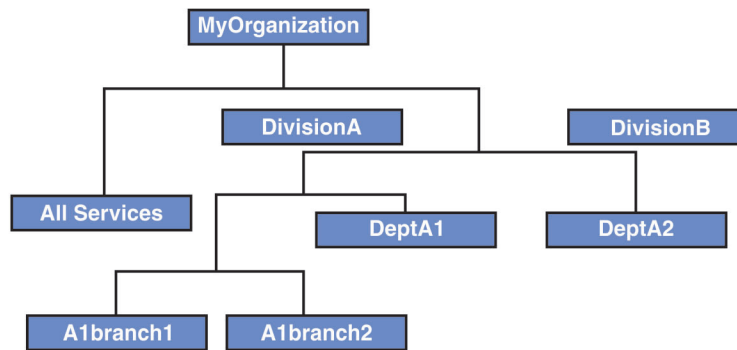 MyOrganization
DivisionA
DivisionB
All Services
DeptA1
DeptA2
A1branch1
A1branch2